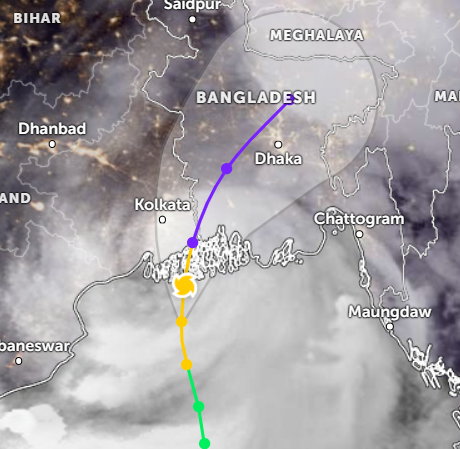 Saidpur
BIHAR
MEGHALAYA
BANGLADESH
MA
Dhanbad
Dhaka
AND
Kolkata
Chattogram
Maungdaw
baneswar